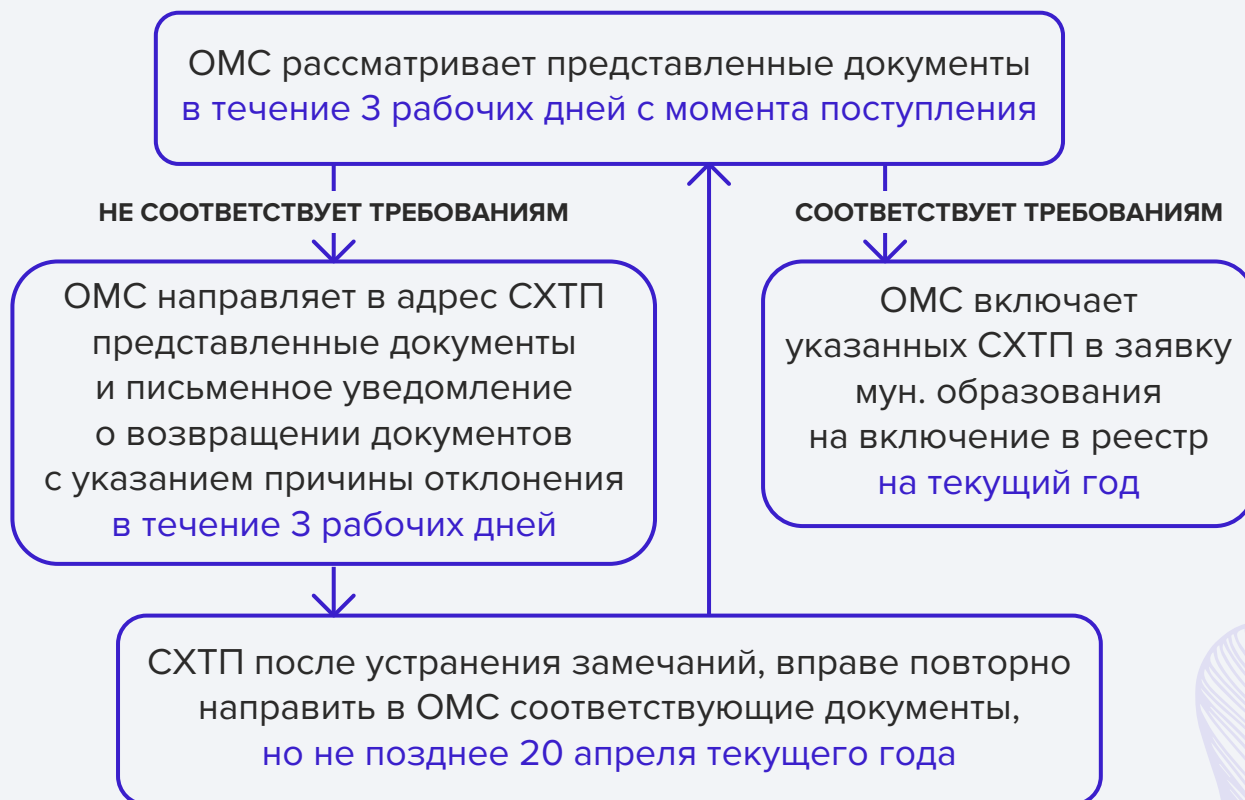 ОМС рассматривает представленные документы
в течение 3 рабочих дней с момента поступления
НЕ СООТВЕТСТВУЕТ ТРЕБОВАНИЯМ
СООТВЕТСТВУЕТ ТРЕБОВАНИЯМ
ОМС направляет в адрес СХТП
представленные документы
и письменное уведомление
о возвращении документов
с указанием причины отклонения
в течение 3 рабочих дней
ОМС включает
указанных СХТП в заявку
мун. образования
на включение в реестр
на текущий год
СХТП после устранения замечаний, вправе повторно
направить в ОМС соответствующие документы,
но не позднее 20 апреля текущего года